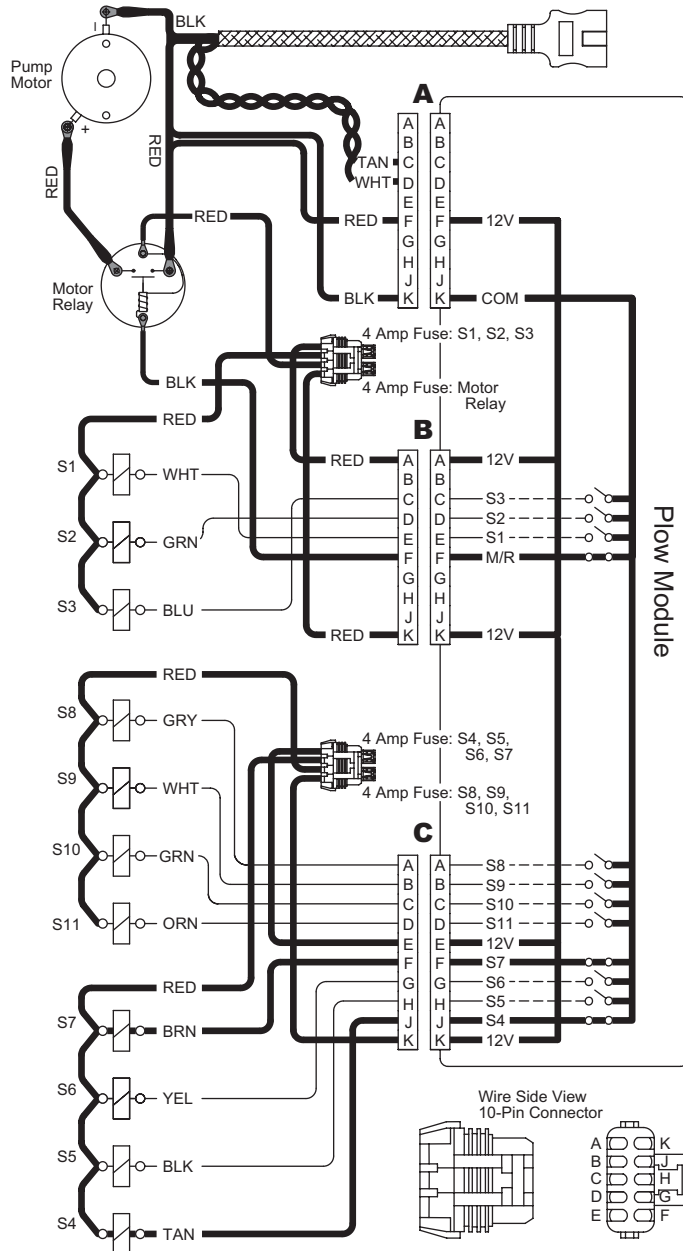 BLK
Pump
Motor
–
+
RED
RED
A
TAN
WHT
A
B
C
D
E
F
G
H
J
K
A
B
C
D
E
F
G
H
J
K
RED
RED
12V
Motor
Relay
BLK
COM
4 Amp Fuse: S1, S2, S3
BLK
4 Amp Fuse: Motor
Relay
RED
B
S1
WHT
S2
GRN
S3
BLU
RED
A
B
C
D
E
F
G
H
J
K
A
B
C
D
E
F
G
H
J
K
12V
S3
S2
S1
M/R
RED
12V
Plow Module
RED
S8
GRY
S9
WHT
S10
GRN
S11
ORN
4 Amp Fuse: S4, S5,
S6, S7
4 Amp Fuse: S8, S9,
S10, S11
C
A
B
C
D
E
F
G
H
J
K
A
B
C
D
E
F
G
H
J
K
S8
S9
S10
S11
12V
S7
S6
S5
S4
12V
RED
S7
BRN
S6
YEL
S5
BLK
S4
TAN
Wire Side View
10-Pin Connector
A K
B J
C H
D G
E F